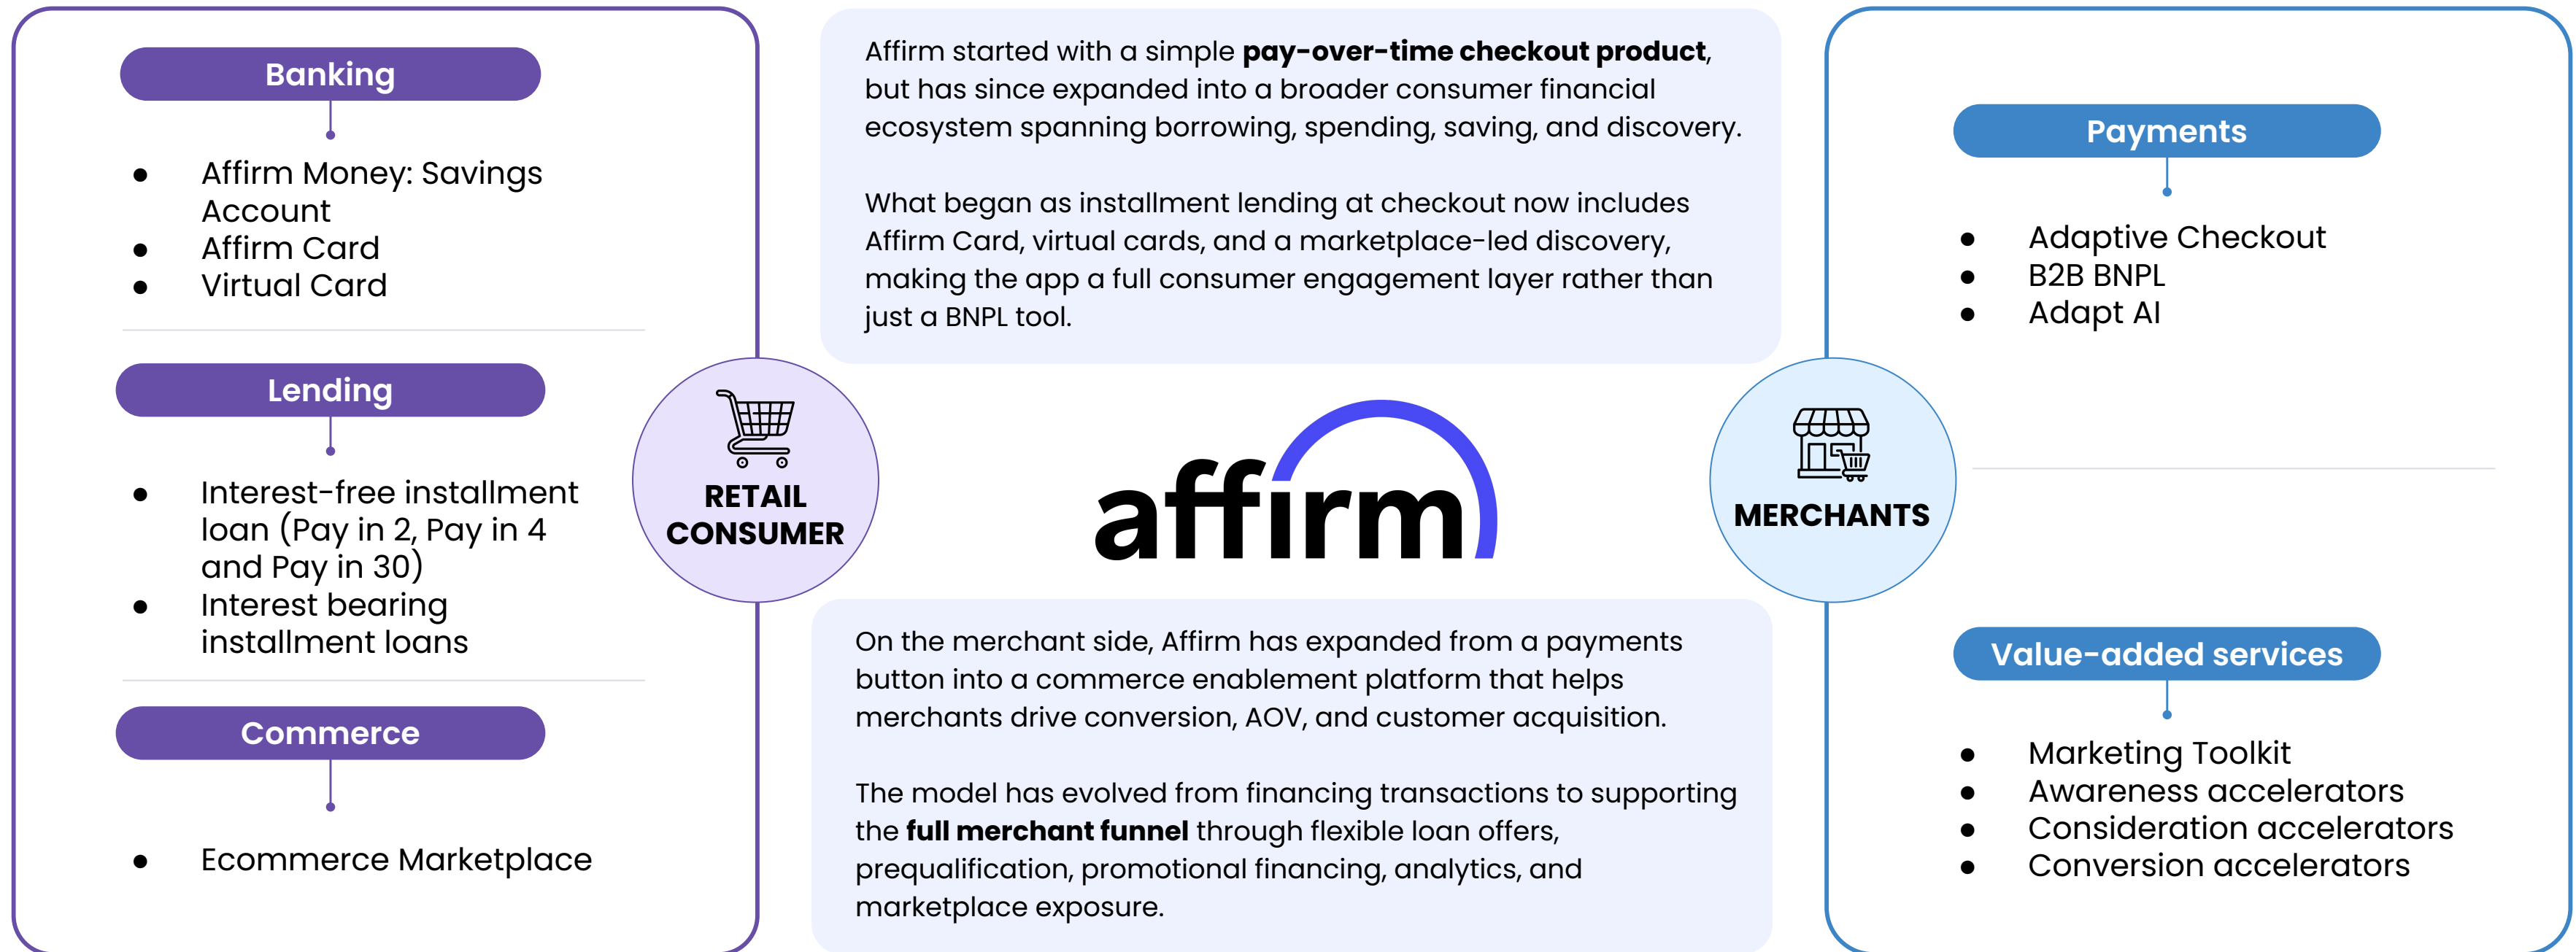 Banking
● Affirm Money: Savings
Account
● Affirm Card
● Virtual Card
Lending
● Interest-free installment
loan (Pay in 2, Pay in 4
and Pay in 30)
● Interest bearing
installment loans
Commerce
● Ecommerce Marketplace
RETAIL
CONSUMER
Affirm started with a simple pay-over-time checkout product,
but has since expanded into a broader consumer financial
ecosystem spanning borrowing, spending, saving, and discovery.
What began as installment lending at checkout now includes
Affirm Card, virtual cards, and a marketplace-led discovery,
making the app a full consumer engagement layer rather than
just a BNPL tool.
affirm
On the merchant side, Affirm has expanded from a payments
button into a commerce enablement platform that helps
merchants drive conversion, AOV, and customer acquisition.
The model has evolved from financing transactions to supporting
the full merchant funnel through flexible loan offers,
prequalification, promotional financing, analytics, and
marketplace exposure.
MERCHANTS
Payments
● Adaptive Checkout
● B2B BNPL
● Adapt AI
Value-added services
● Marketing Toolkit
● Awareness accelerators
● Consideration accelerators
● Conversion accelerators